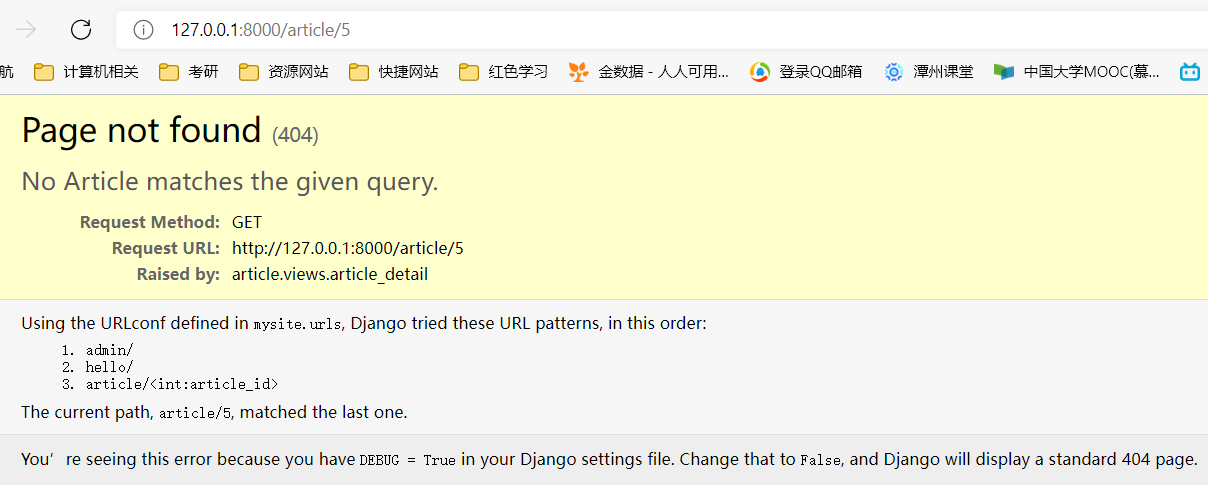 127.0.0.1:8000/article/5
航 计算机相关 考研 资源网站 快捷网站 红色学习 金数据 - 人人可用... 登录QQ邮箱 潭州课堂 中国大学MOOC(慕...
Page not found (404)
No Article matches the given query.
Request Method: GET
Request URL: http://127.0.0.1:8000/article/5
Raised by: article.views.article_detail
Using the URLconf defined in mysite.urls, Django tried these URL patterns, in this order:
1. admin/
2. hello/
3. article/<int:article_id>
The current path, article/5, matched the last one.
You’re seeing this error because you have DEBUG = True in your Django settings file. Change that to False, and Django will display a standard 404 page.